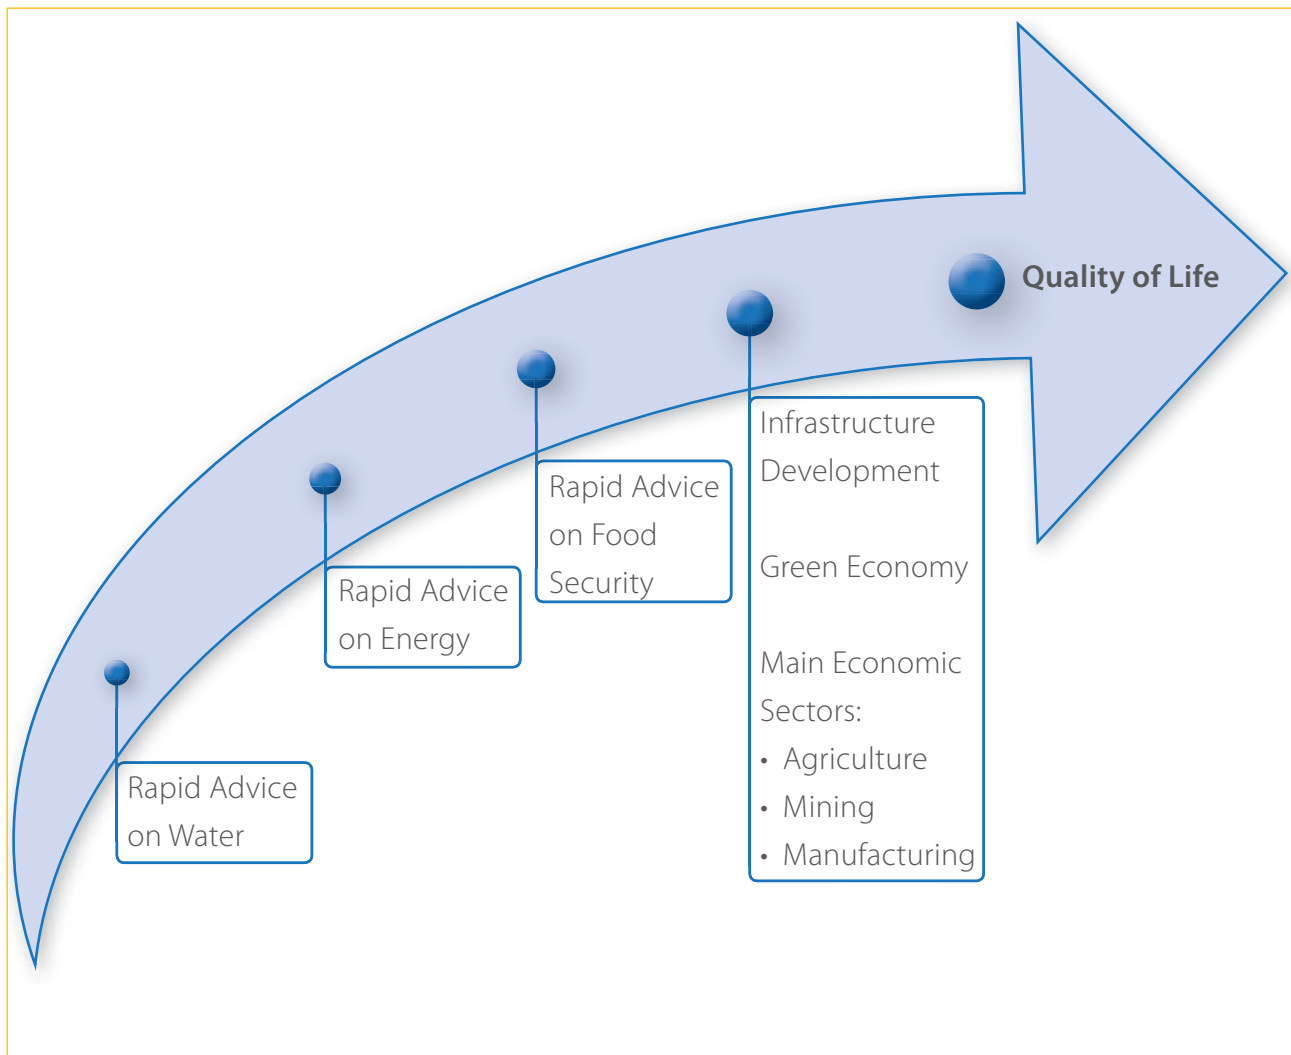 Quality of Life
Infrastructure
Development
Green Economy
Main Economic
Sectors:
• Agriculture
• Mining
• Manufacturing
Rapid Advice
on Food
Security
Rapid Advice
on Energy
Rapid Advice
on Water